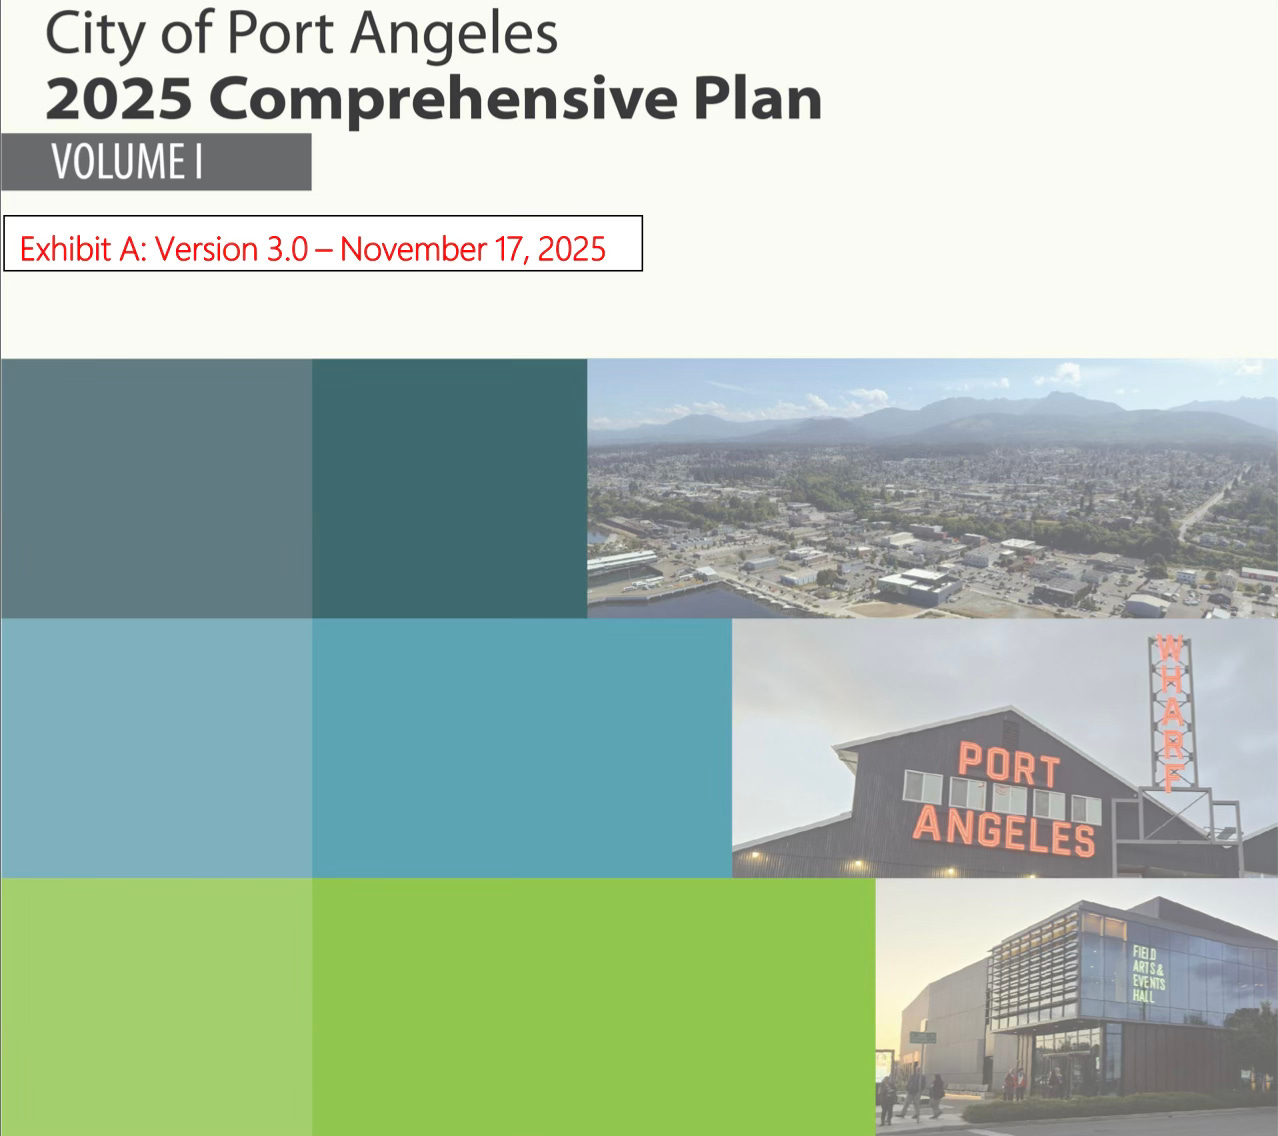 City of Port Angeles
2025 Comprehensive Plan
VOLUME I
Exhibit A: Version 3.0 – November 17, 2025
WHARF
PORT
ANGELES
FIELD
ARTS &
EVENTS
HALL